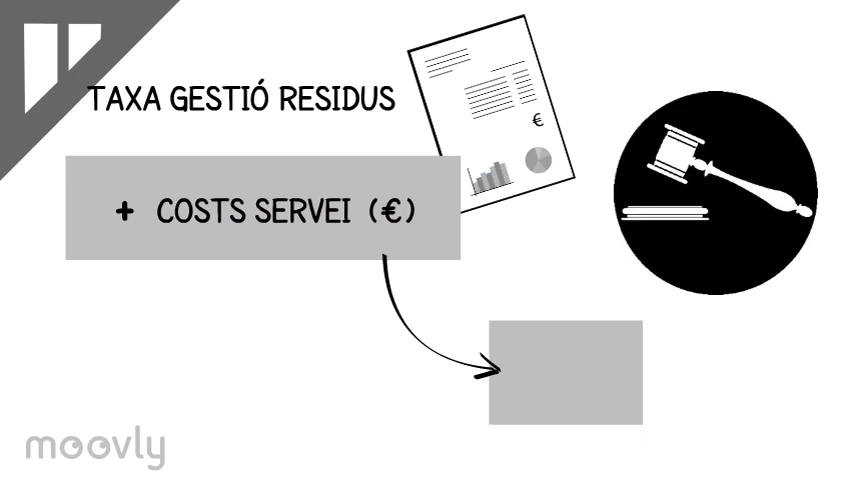 TAXA GESTIÓ RESIDUS
€
+ COSTS SERVEI (€)
moovly